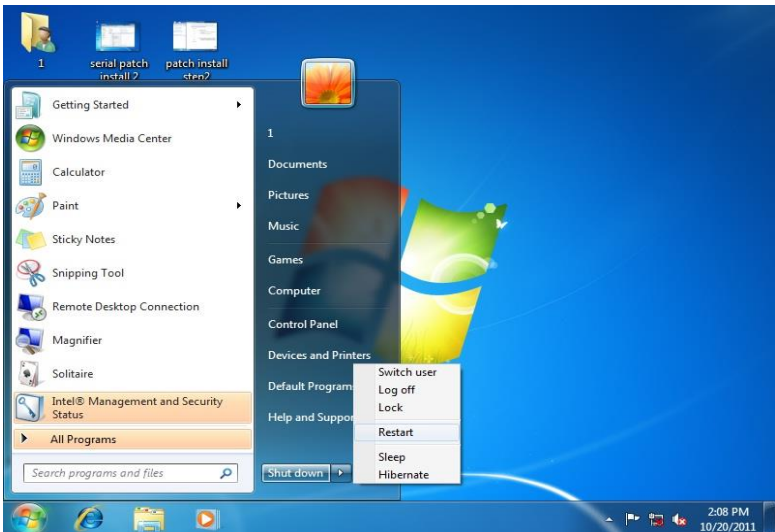 1
serial patch
install 2
patch install
step2
Getting Started
Windows Media Center
Calculator
Paint
Sticky Notes
Snipping Tool
Remote Desktop Connection
Magnifier
Solitaire
Intel® Management and Security
Status
All Programs
Search programs and files
1
Documents
Pictures
Music
Games
Computer
Control Panel
Devices and Printers
Default Program
Help and Suppor
Shut down
Switch user
Log off
Lock
Restart
Sleep
Hibernate
2:08 PM
10/20/2011